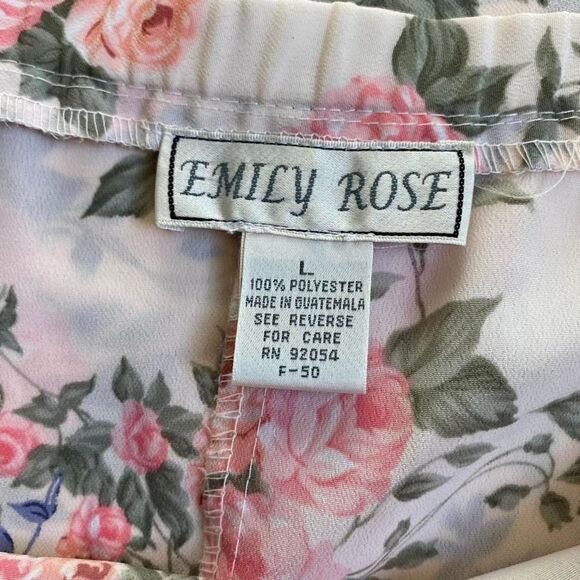 EMILY ROSE
L
100% POLYESTER
MADE IN GUATEMALA
SEE REVERSE
FOR CARE
RN 92054
F-50